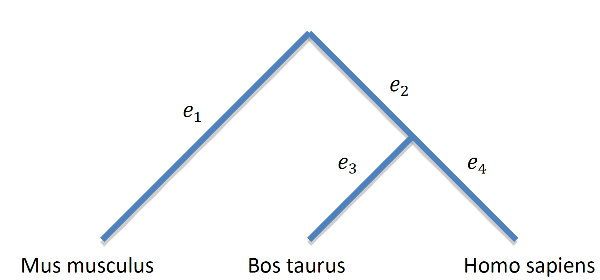 e₁
e₂
e₃
e₄
Mus musculus
Bos taurus
Homo sapiens